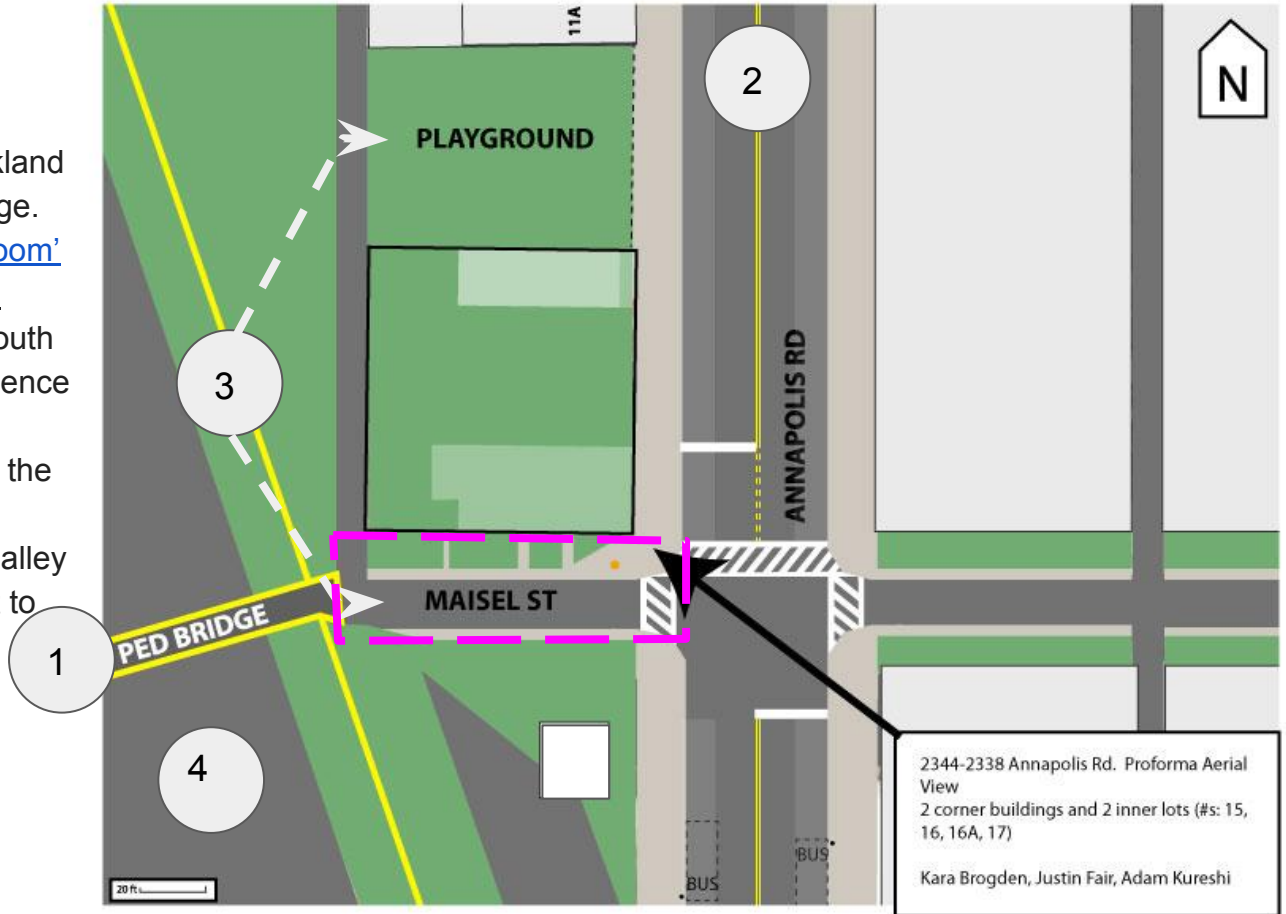 kland
ge.
oom’
.
outh
ence
the
alley
to
11A
2
N
PLAYGROUND
3
ANNAPOLIS RD
MAISEL ST
PED BRIDGE
1
4
20 ft
BUS
BUS
2344-2338 Annapolis Rd. Proforma Aerial
View
2 corner buildings and 2 inner lots (#s: 15,
16, 16A, 17)
Kara Brogden, Justin Fair, Adam Kureshi